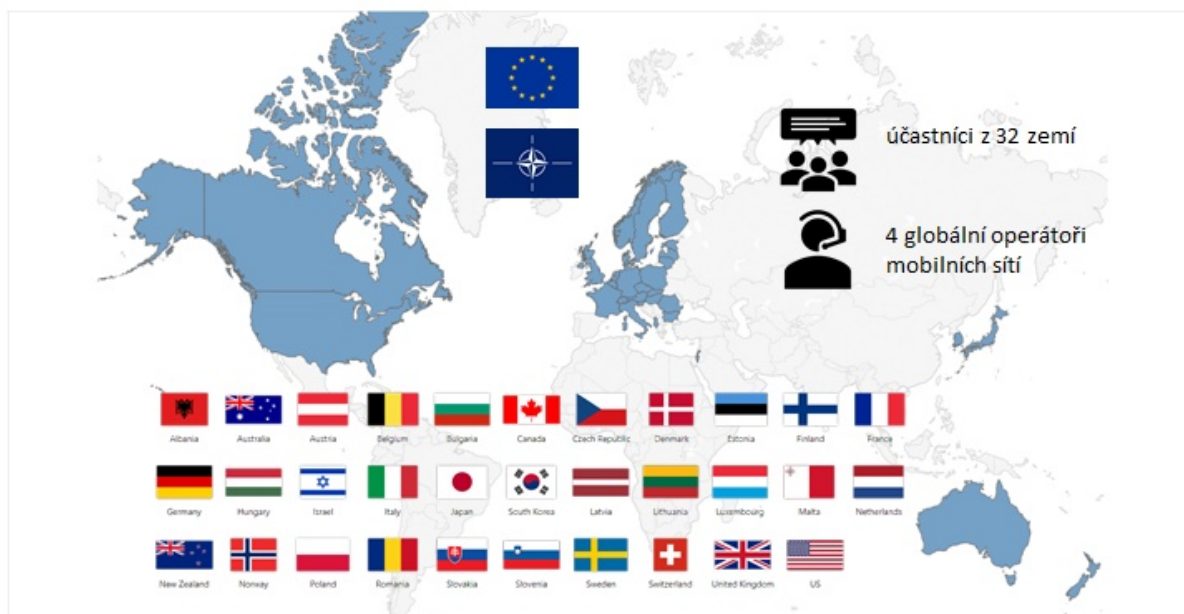 účastníci z 32 zemí
4 globální operátoři
mobilních sítí
Albania Australia Austria Belgium Bulgaria Canada Czech Republic Denmark Estonia Finland France
Germany Hungary Israel Italy Japan South Korea Latvia Lithuania Luxembourg Malta Netherlands
New Zealand Norway Poland Romania Slovakia Slovenia Sweden Switzerland United Kingdom US